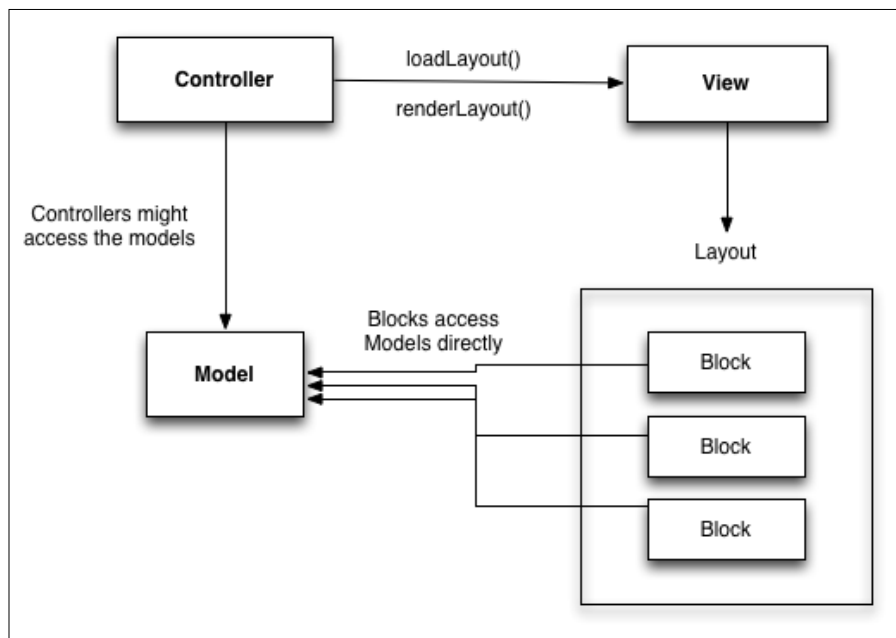 Controller
loadLayout()
renderLayout()
View
Controllers might
access the models
Layout
Blocks access
Models directly
Model
Block
Block
Block